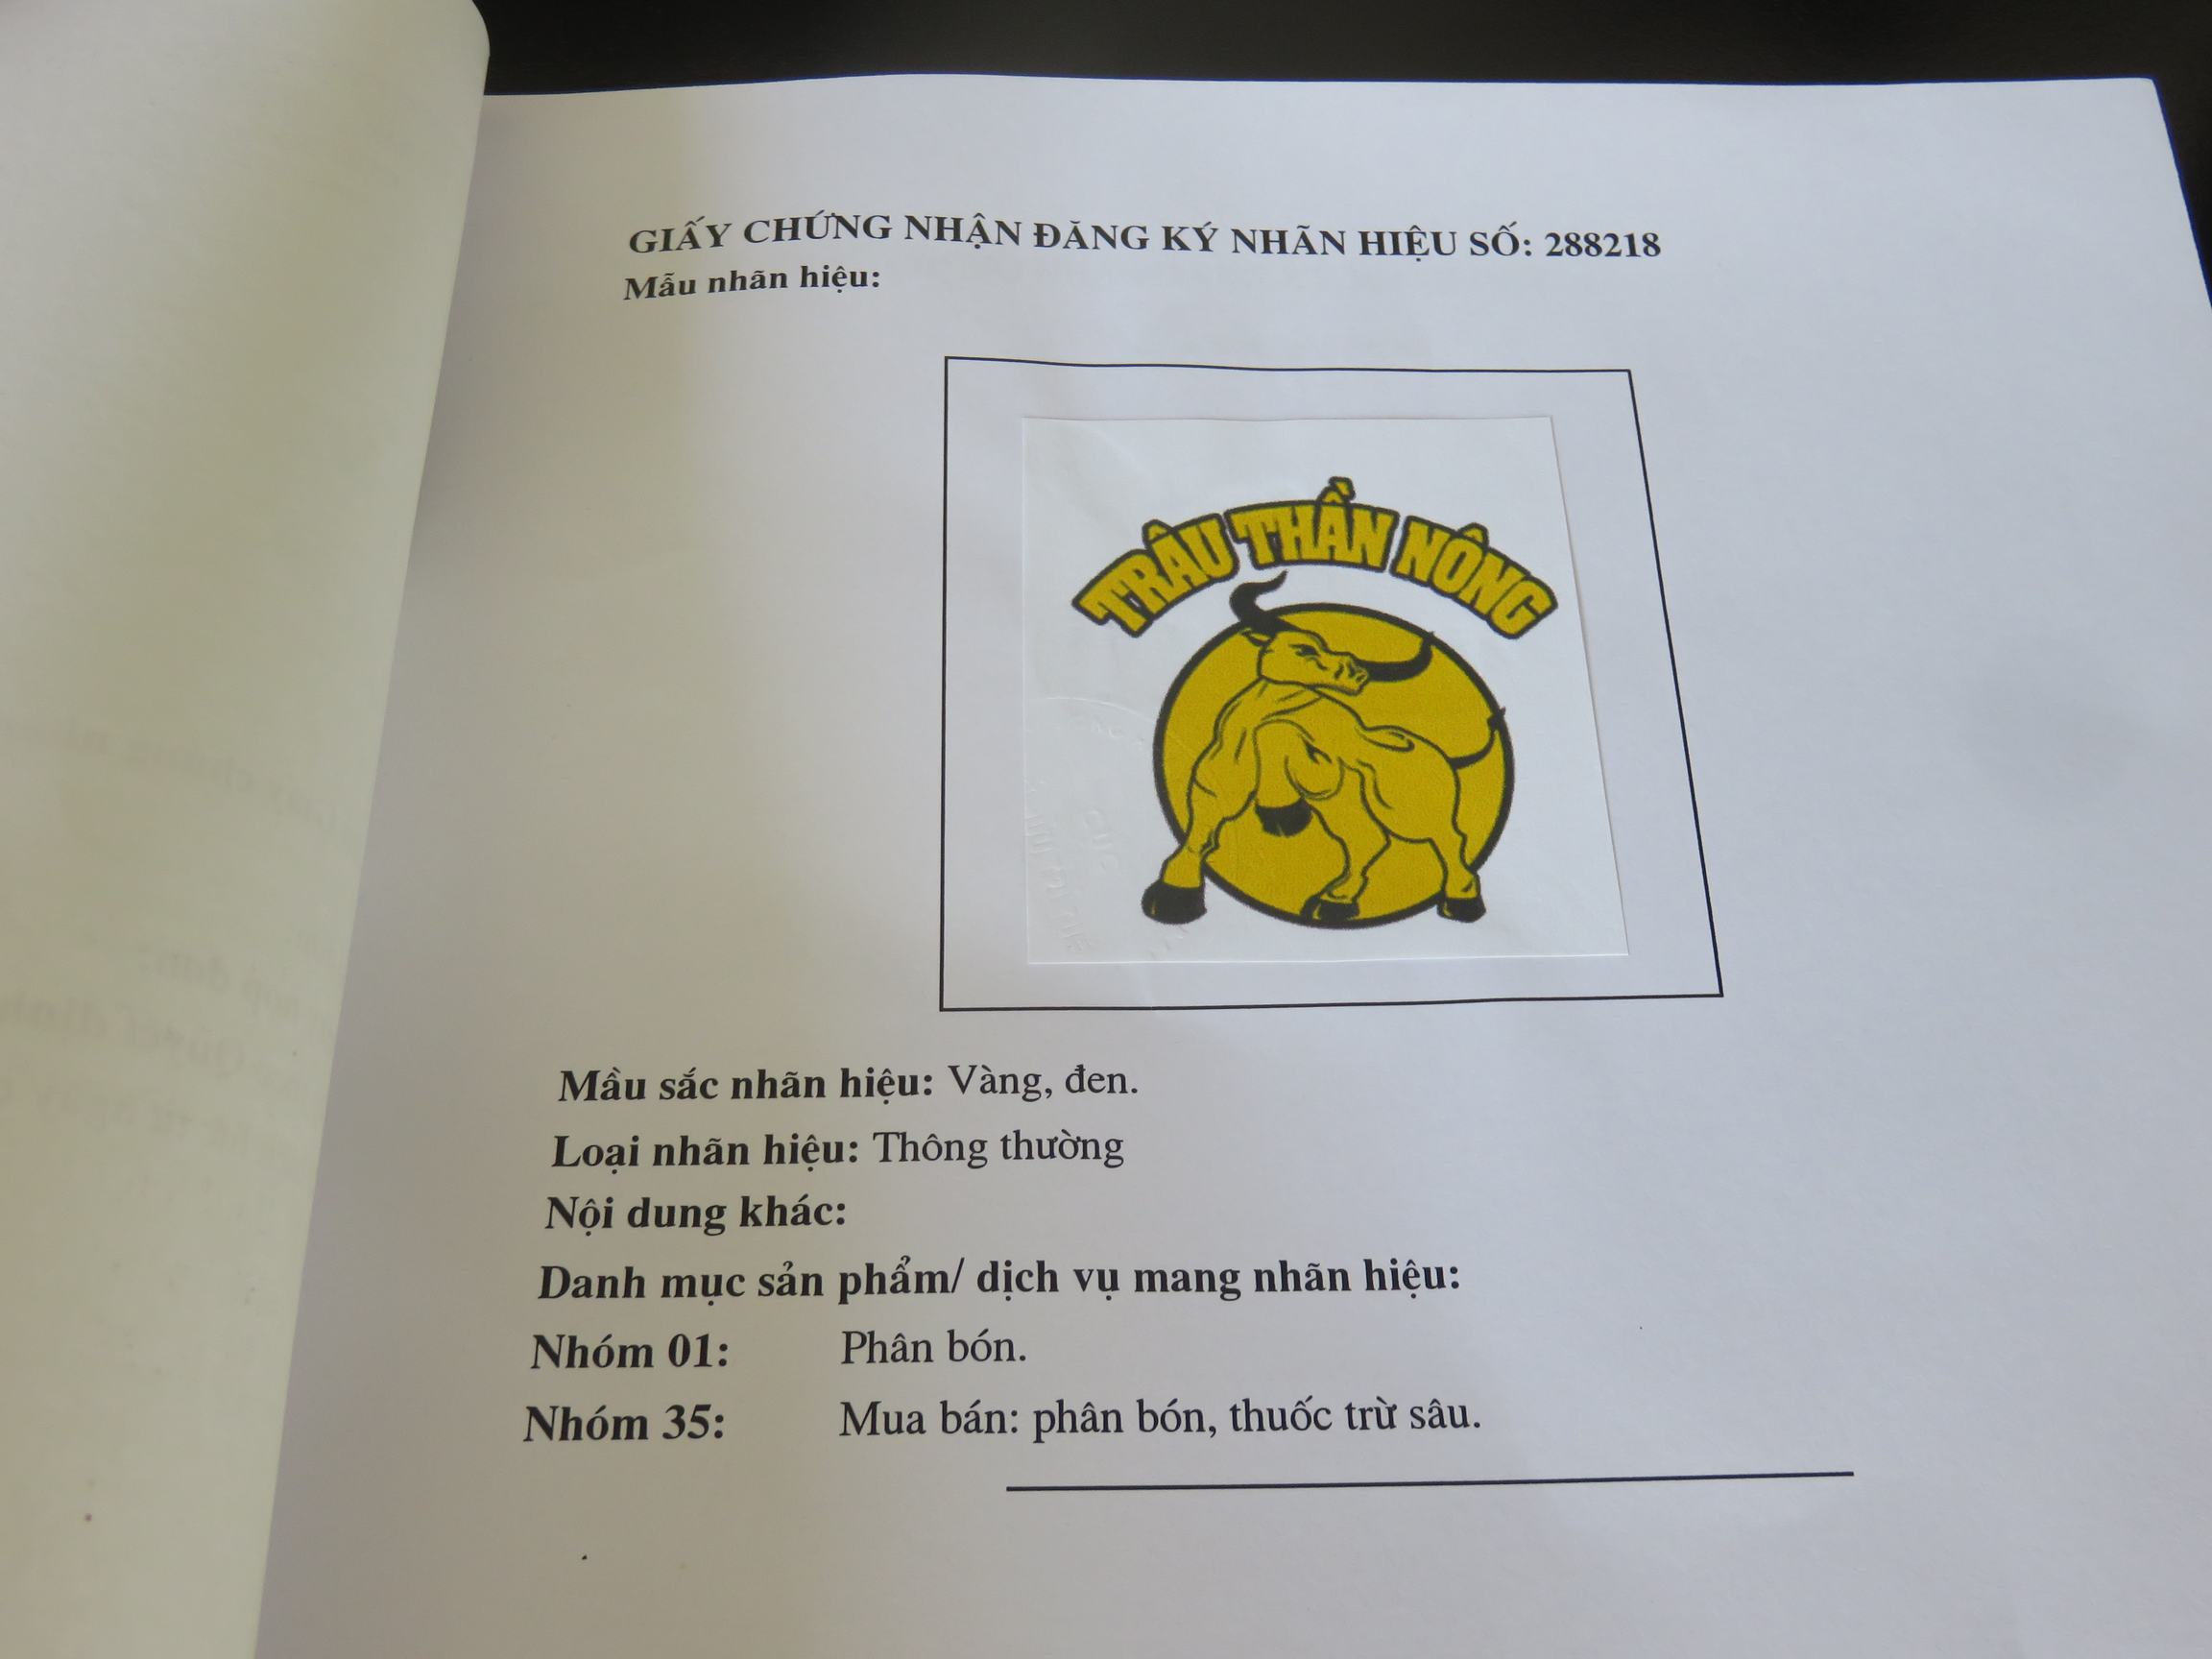 GIẤY CHỨNG NHẬN ĐĂNG KÝ NHÃN HIỆU SỐ: 288218
Mẫu nhãn hiệu:
TRÂU THẦN NÔNG
Mầu sắc nhãn hiệu: Vàng, đen.
Loại nhãn hiệu: Thông thường
Nội dung khác:
Danh mục sản phẩm/ dịch vụ mang nhãn hiệu:
Nhóm 01: Phân bón.
Nhóm 35: Mua bán: phân bón, thuốc trừ sâu.